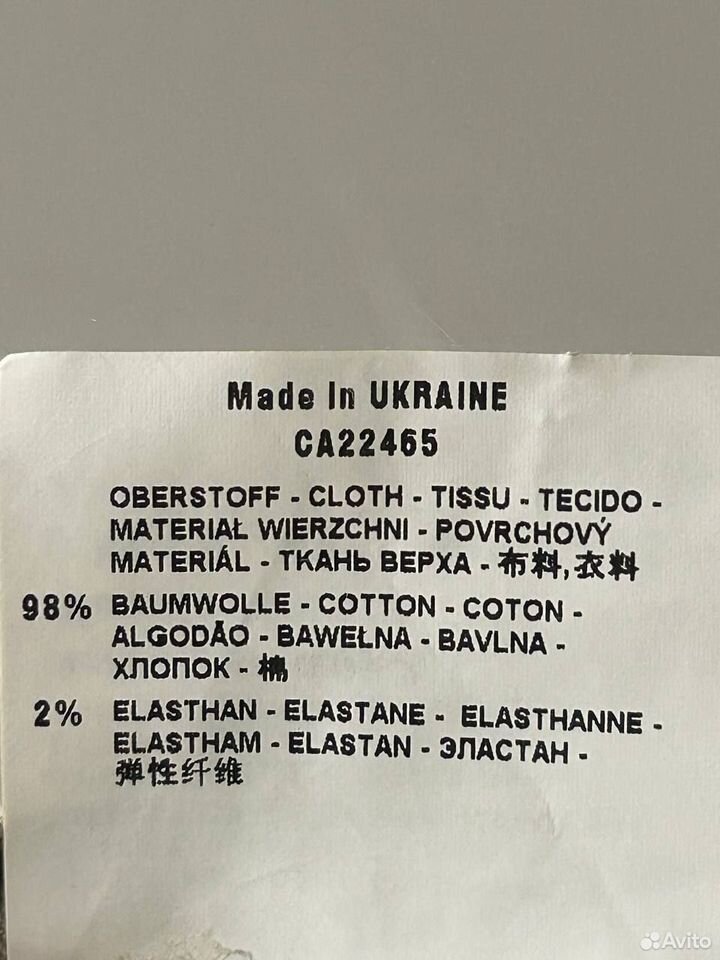 Made In UKRAINE
CA22465
OBERSTOFF - CLOTH - TISSU - TECIDO -
MATERIAŁ WIERZCHNI - POVRCHOVÝ
MATERIÁL - ТКАНЬ ВЕРХА - 布料,衣料
98% BAUMWOLLE - COTTON - COTON -
ALGODÃO - BAWEŁNA - BAVLNA -
ХЛОПОК - 棉
2% ELASTHAN - ELASTANE - ELASTHANNE -
ELASTHAM - ELASTAN - ЭЛАСТАН -
弹性纤维
Avito